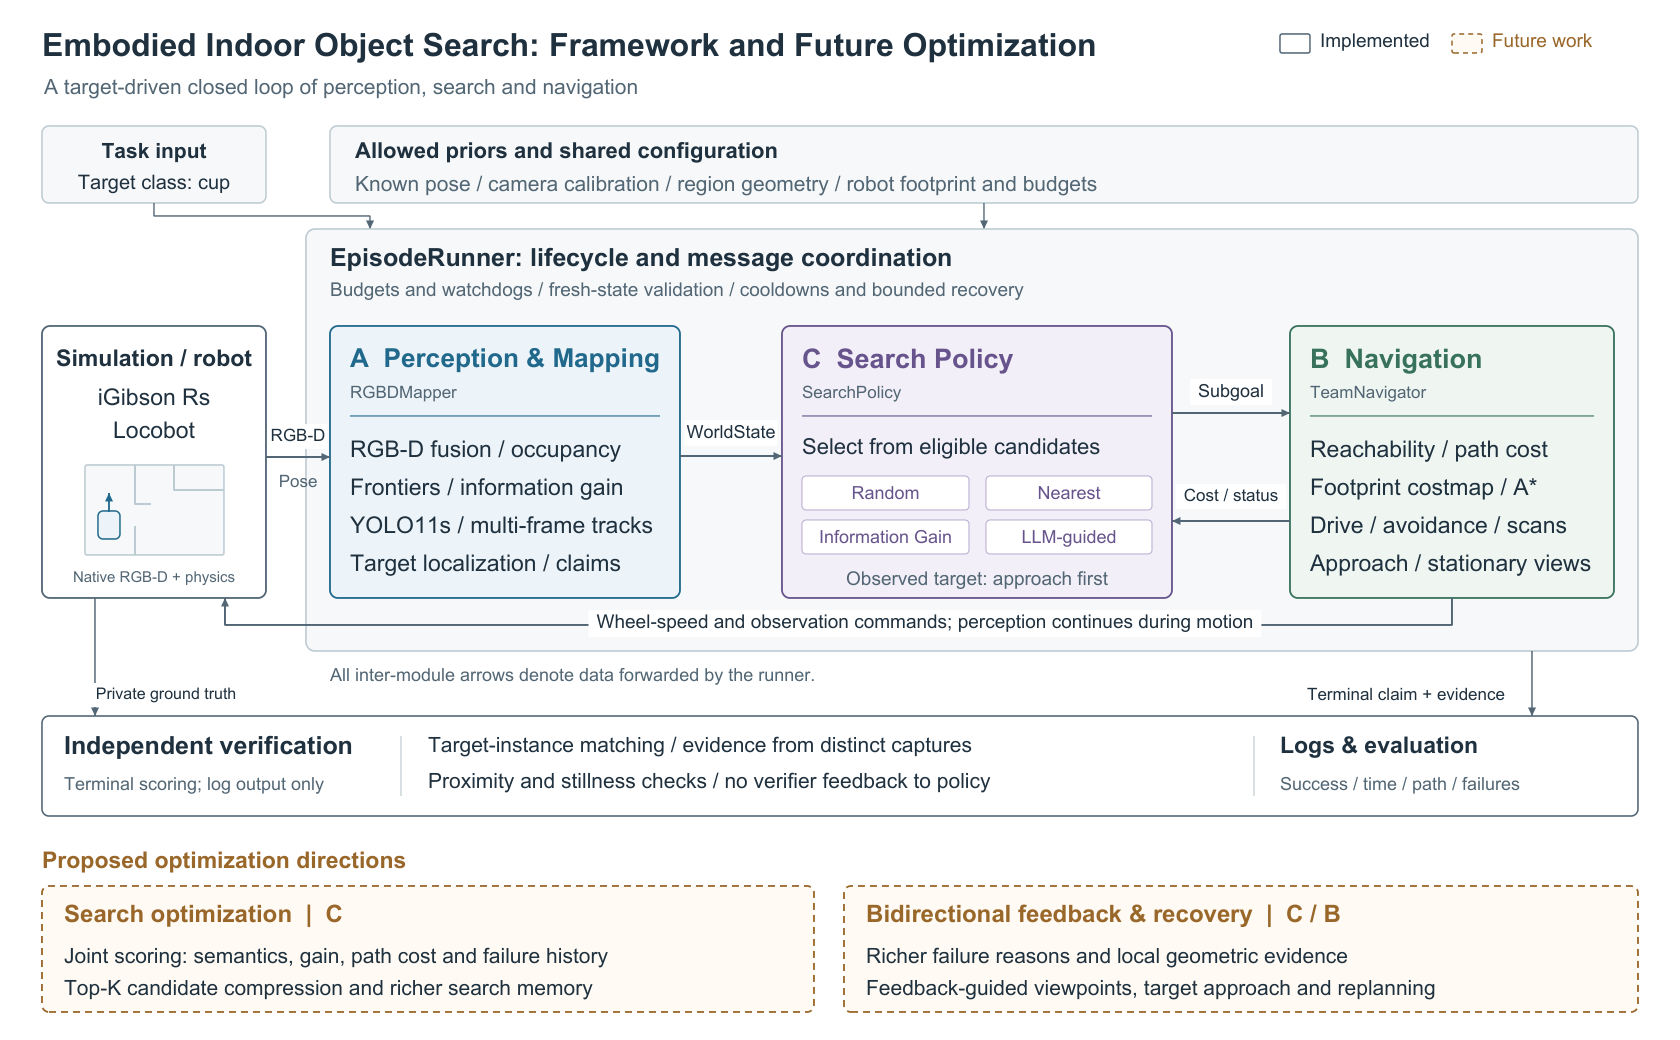 Embodied Indoor Object Search: Framework and Future Optimization
Implemented
Future work
A target-driven closed loop of perception, search and navigation
Task input
Target class: cup
Allowed priors and shared configuration
Known pose / camera calibration / region geometry / robot footprint and budgets
EpisodeRunner: lifecycle and message coordination
Budgets and watchdogs / fresh-state validation / cooldowns and bounded recovery
Simulation / robot
iGibson Rs
Locobot
Native RGB-D + physics
RGB-D
Pose
A Perception & Mapping
RGBDMapper
RGB-D fusion / occupancy
Frontiers / information gain
YOLO11s / multi-frame tracks
Target localization / claims
WorldState
C Search Policy
SearchPolicy
Select from eligible candidates
Random
Nearest
Information Gain
LLM-guided
Observed target: approach first
Subgoal
Cost / status
B Navigation
TeamNavigator
Reachability / path cost
Footprint costmap / A*
Drive / avoidance / scans
Approach / stationary views
Wheel-speed and observation commands; perception continues during motion
All inter-module arrows denote data forwarded by the runner.
Private ground truth
Terminal claim + evidence
Independent verification
Terminal scoring; log output only
Target-instance matching / evidence from distinct captures
Proximity and stillness checks / no verifier feedback to policy
Logs & evaluation
Success / time / path / failures
Proposed optimization directions
Search optimization | C
Joint scoring: semantics, gain, path cost and failure history
Top-K candidate compression and richer search memory
Bidirectional feedback & recovery | C / B
Richer failure reasons and local geometric evidence
Feedback-guided viewpoints, target approach and replanning